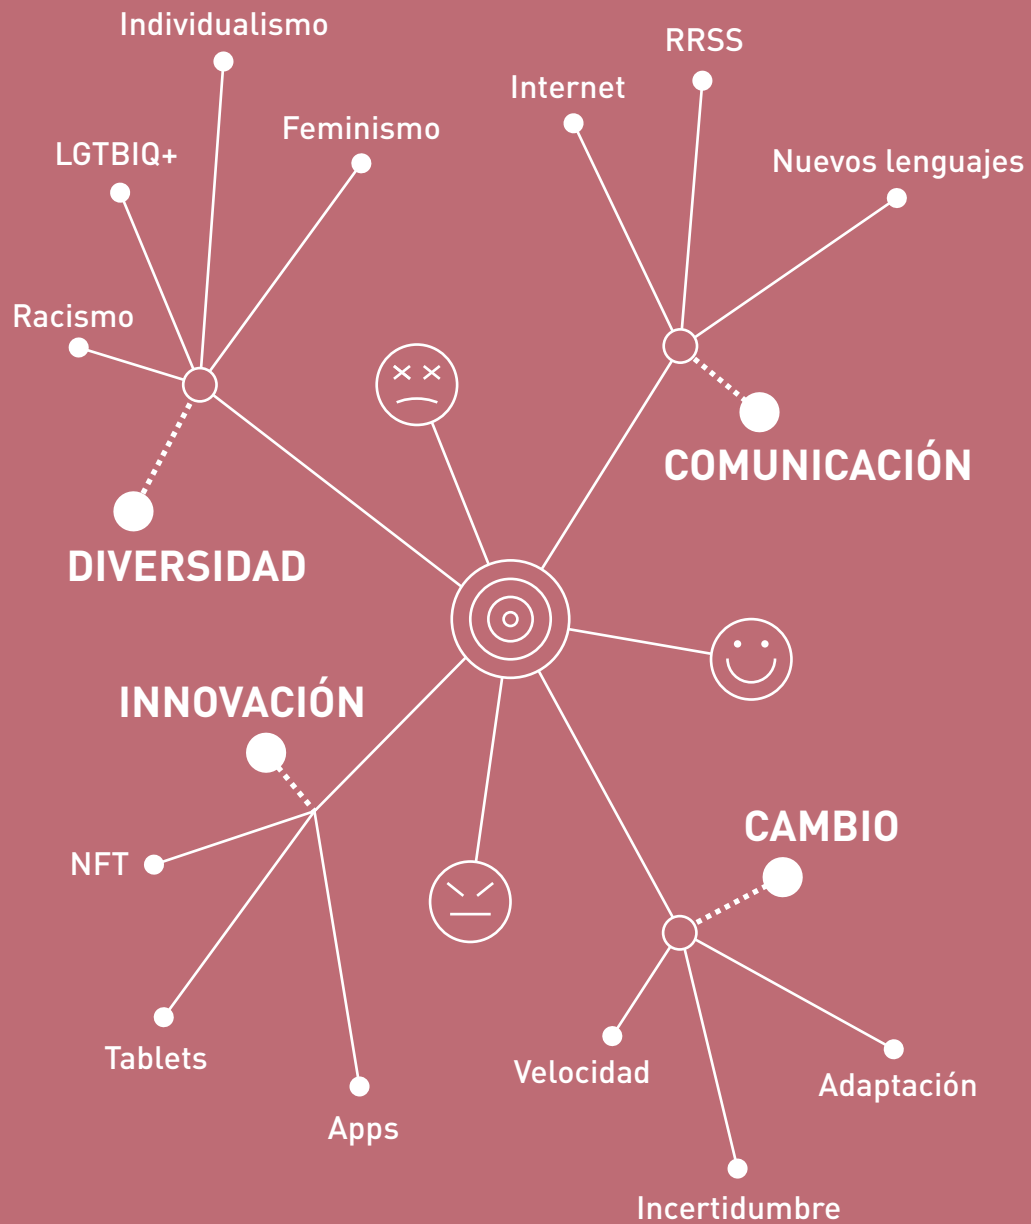 Individualismo
RRSS
Internet
Feminismo
LGTBIQ+
Nuevos lenguajes
Racismo
COMUNICACIÓN
DIVERSIDAD
INNOVACIÓN
CAMBIO
NFT
Tablets
Velocidad
Adaptación
Apps
Incertidumbre